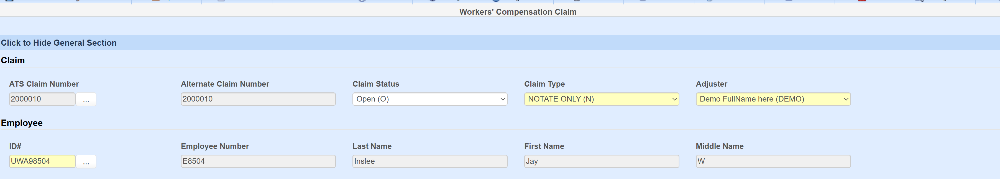 Workers' Compensation Claim
Click to Hide General Section
Claim
ATS Claim Number Alternate Claim Number Claim Status Claim Type Adjuster
2000010 ... 2000010 Open (O) NOTATE ONLY (N) Demo FullName here (DEMO)
Employee
ID# Employee Number Last Name First Name Middle Name
UWA98504 ... E8504 Inslee Jay W